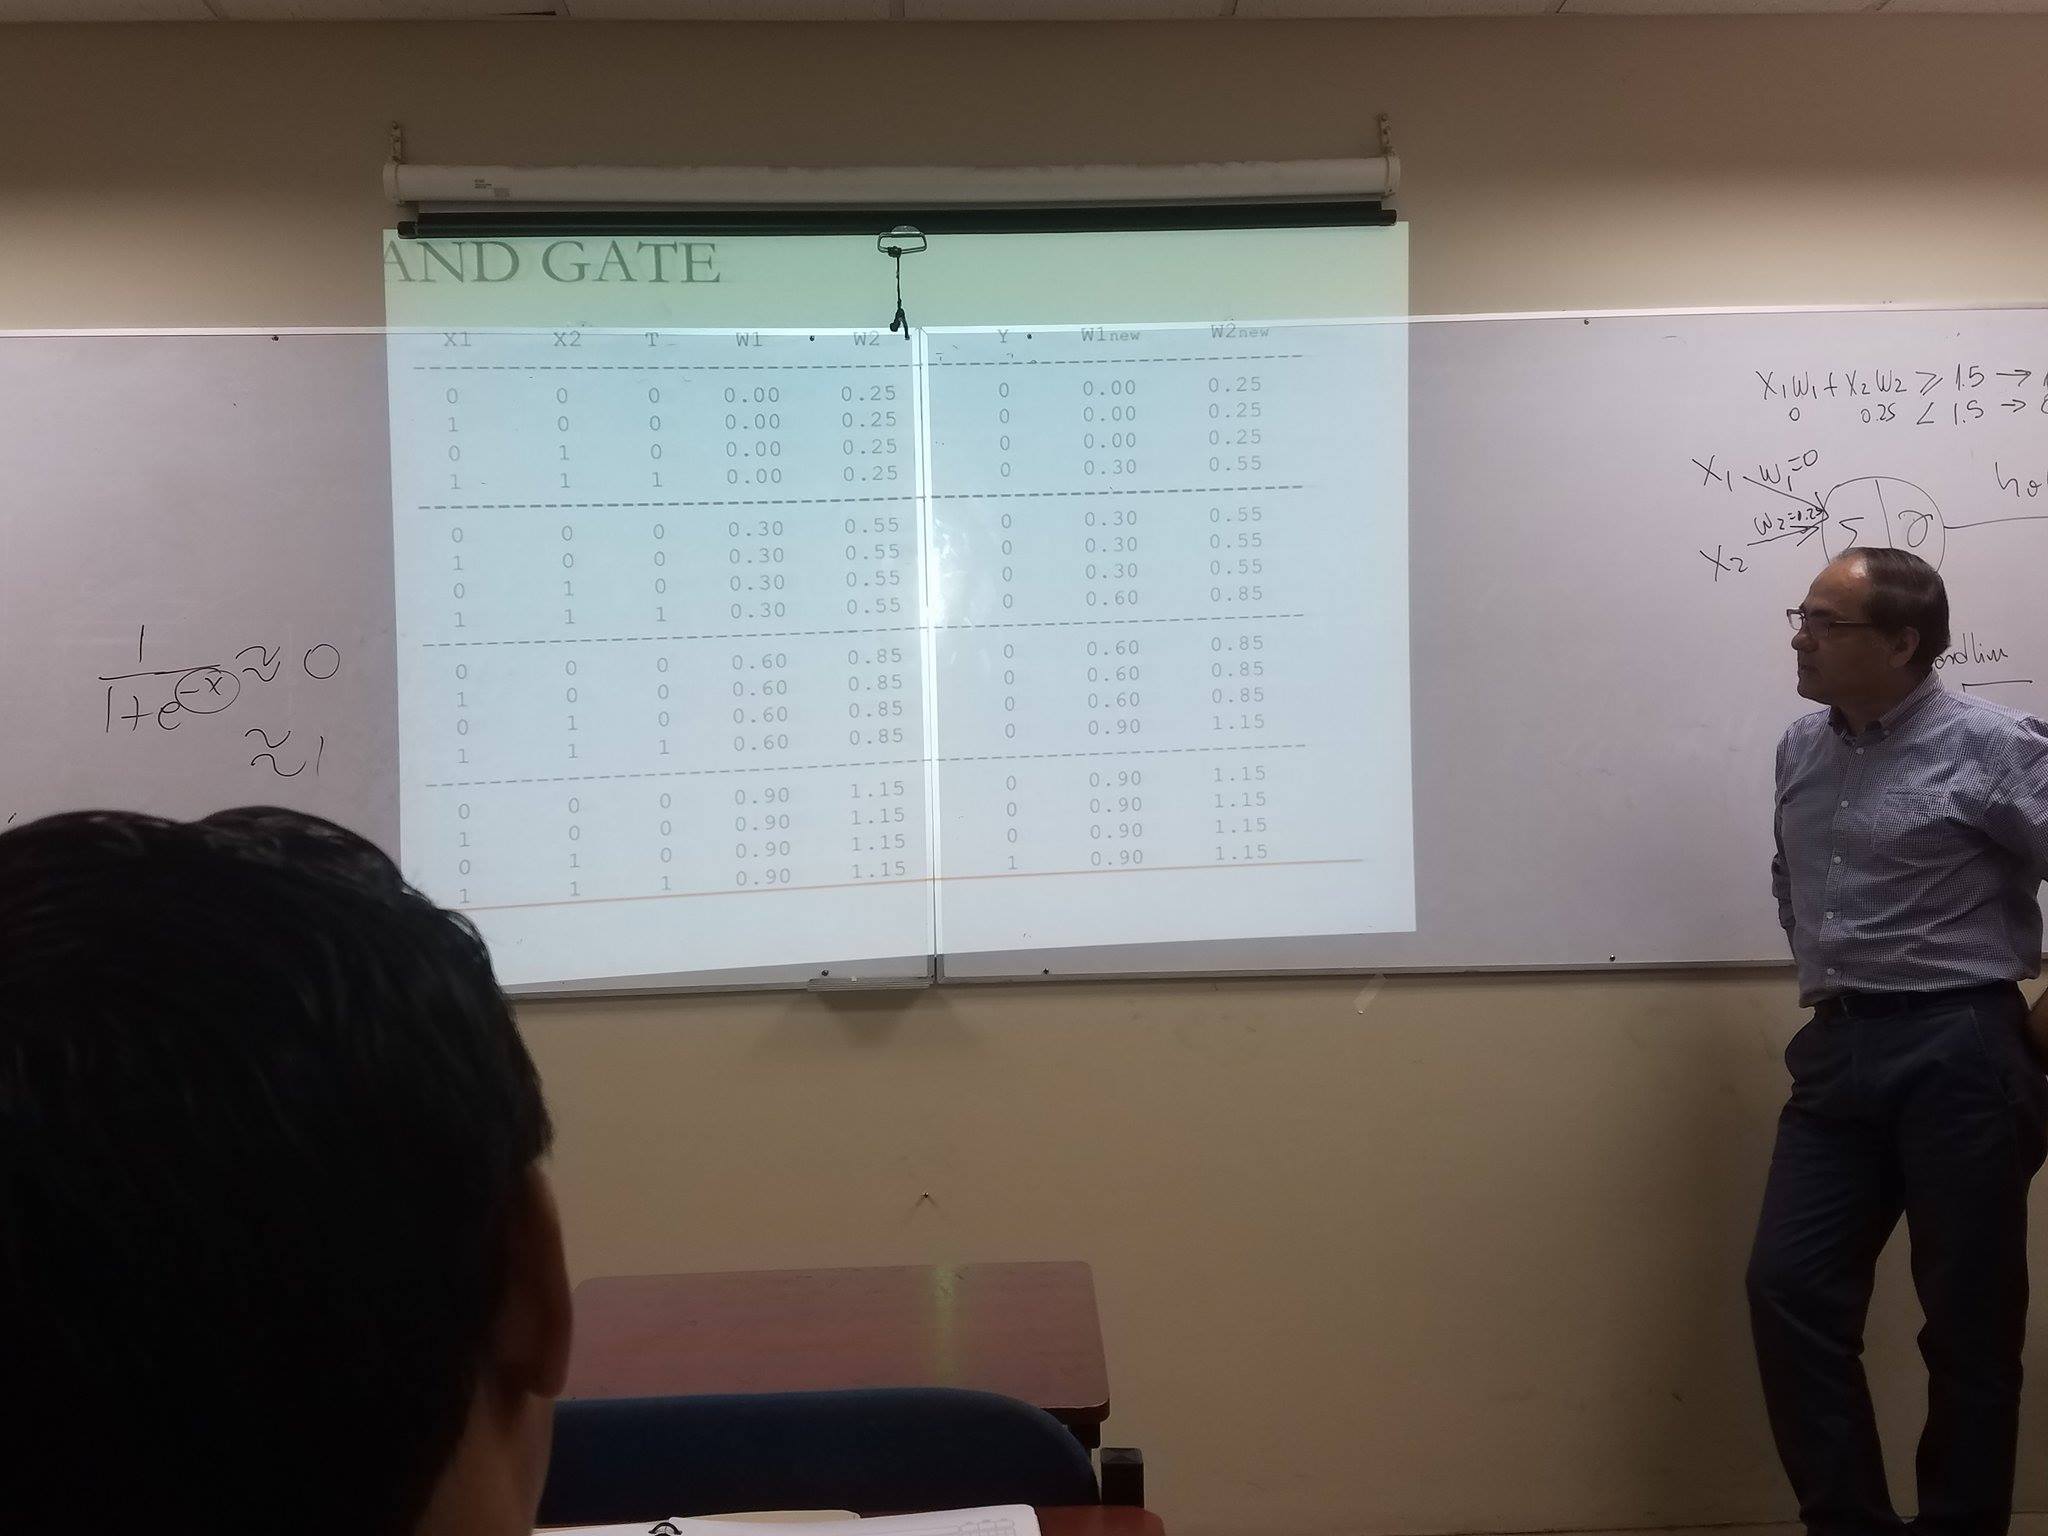 AND GATE
X1 X2 T W1 W2 Y W1new W2new
0 0 0 0.00 0.25 0 0.00 0.25
1 0 0 0.00 0.25 0 0.00 0.25
0 1 0 0.00 0.25 0 0.00 0.25
1 1 1 0.00 0.25 0 0.30 0.55
0 0 0 0.30 0.55 0 0.30 0.55
1 0 0 0.30 0.55 0 0.30 0.55
0 1 0 0.30 0.55 0 0.30 0.55
1 1 1 0.30 0.55 0 0.60 0.85
0 0 0 0.60 0.85 0 0.60 0.85
1 0 0 0.60 0.85 0 0.60 0.85
0 1 0 0.60 0.85 0 0.60 0.85
1 1 1 0.60 0.85 0 0.90 1.15
0 0 0 0.90 1.15 0 0.90 1.15
1 0 0 0.90 1.15 0 0.90 1.15
0 1 0 0.90 1.15 0 0.90 1.15
1 1 1 0.90 1.15 1 0.90 1.15
1
1+e^-x ≈ 0
≈ 1
X1W1 + X2W2 ≥ 1.5 →
0 0.25 < 1.5 →
X1 W1=0
X2
Σ